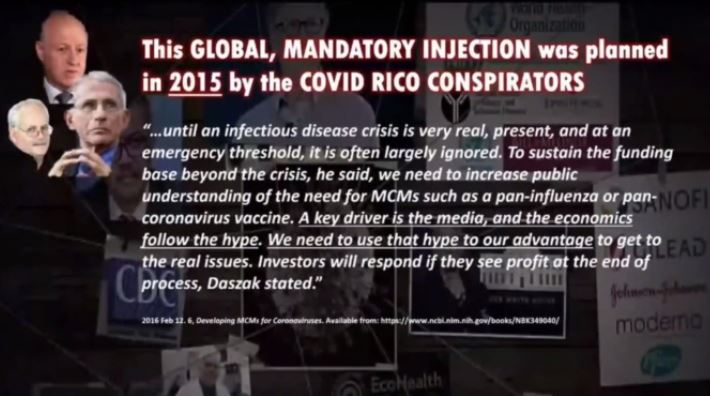 World Health
Organization
This GLOBAL, MANDATORY INJECTION was planned
in 2015 by the COVID RICO CONSPIRATORS
“...until an infectious disease crisis is very real, present, and at an
emergency threshold, it is often largely ignored. To sustain the funding
base beyond the crisis, he said, we need to increase public
understanding of the need for MCMs such as a pan-influenza or pan-
coronavirus vaccine. A key driver is the media, and the economics
follow the hype. We need to use that hype to our advantage to get to
the real issues. Investors will respond if they see profit at the end of
process, Daszak stated.”
SANOFI
GILEAD
CDC
THE WHITE HOUSE
Johnson&Johnson
moderna
Pfizer
2016 Feb 12. 6, Developing MCMs for Coronaviruses. Available from: https://www.ncbi.nlm.nih.gov/books/NBK349040/
EcoHealth